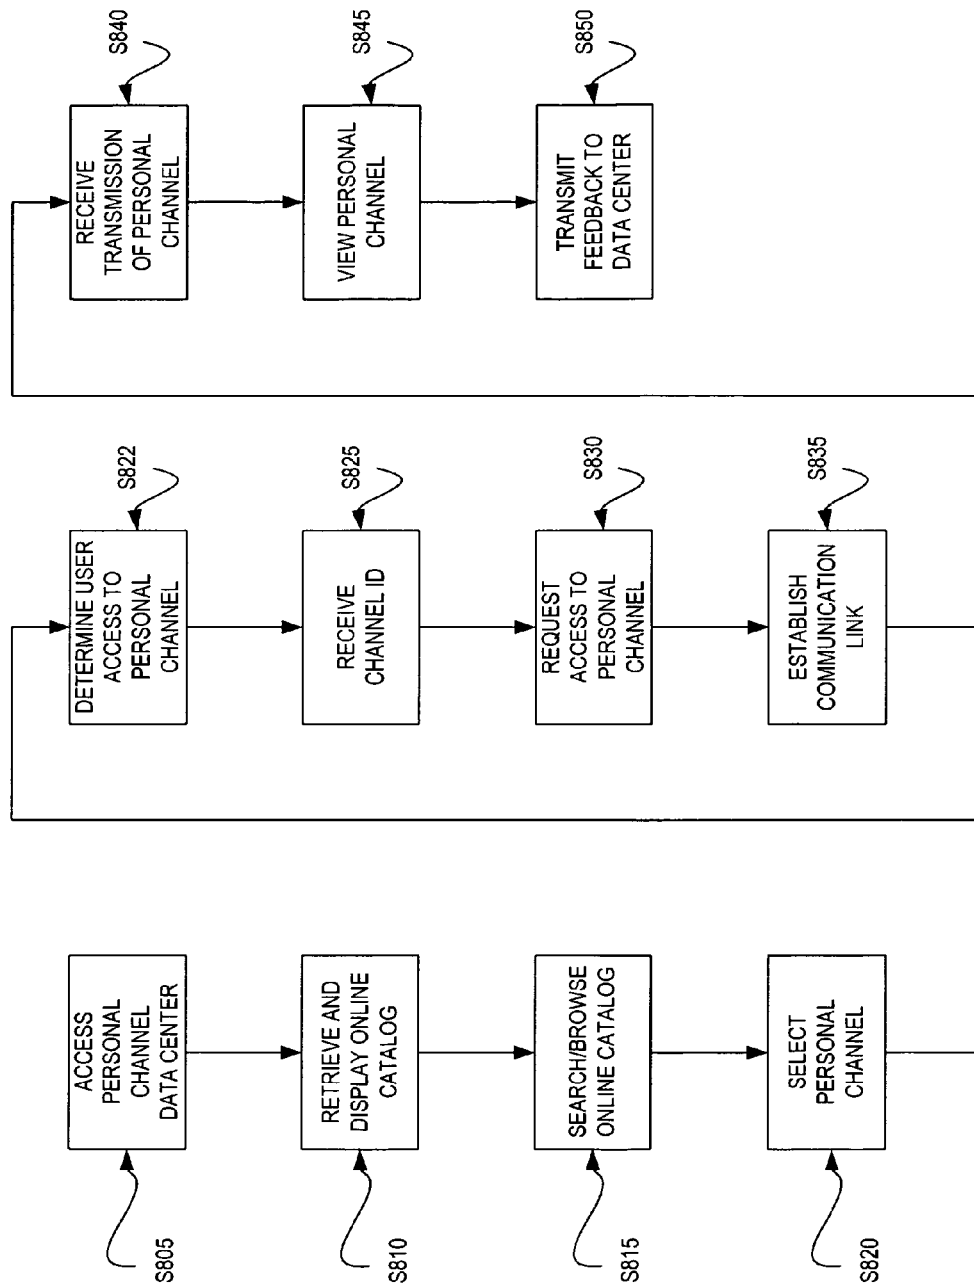 S805
ACCESS
PERSONAL
CHANNEL
DATA CENTER
S810
RETRIEVE AND
DISPLAY ONLINE
CATALOG
S815
SEARCH/BROWSE
ONLINE CATALOG
S820
SELECT
PERSONAL
CHANNEL
S822
DETERMINE USER
ACCESS TO
PERSONAL
CHANNEL
S825
RECEIVE
CHANNEL ID
S830
REQUEST
ACCESS TO
PERSONAL
CHANNEL
S835
ESTABLISH
COMMUNICATION
LINK
S840
RECEIVE
TRANSMISSION
OF PERSONAL
CHANNEL
S845
VIEW PERSONAL
CHANNEL
S850
TRANSMIT
FEEDBACK TO
DATA CENTER